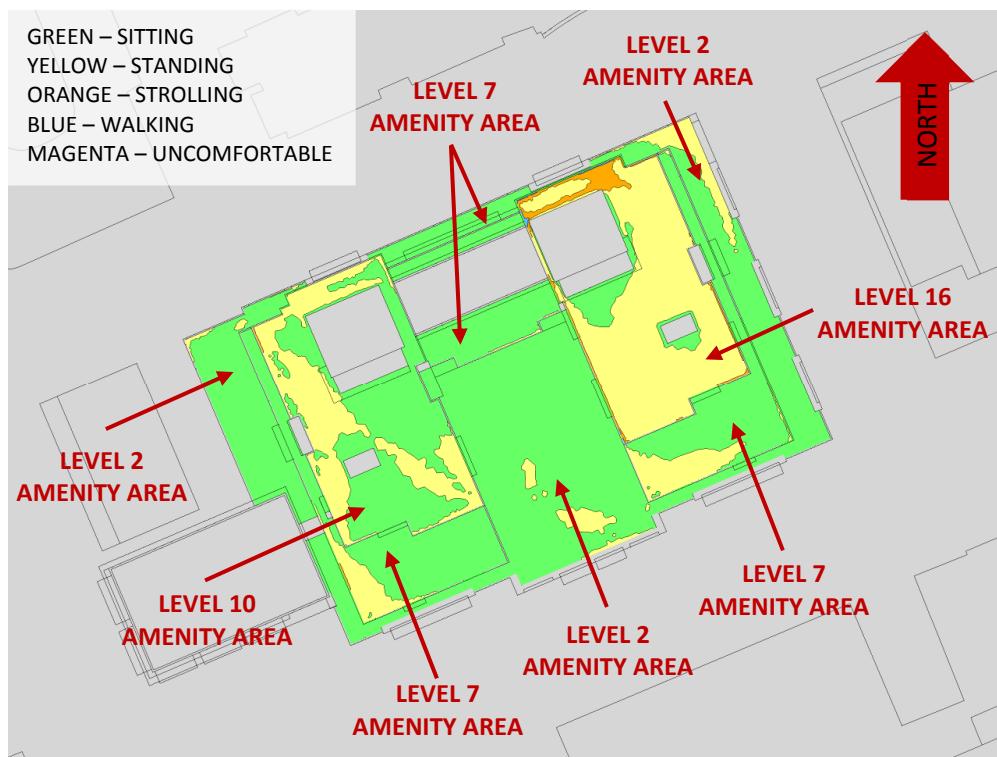 GREEN – SITTING
YELLOW – STANDING
ORANGE – STROLLING
BLUE – WALKING
MAGENTA – UNCOMFORTABLE
LEVEL 2
AMENITY AREA
LEVEL 7
AMENITY AREA
NORTH
LEVEL 16
AMENITY AREA
LEVEL 2
AMENITY AREA
LEVEL 10
AMENITY AREA
LEVEL 7
AMENITY AREA
LEVEL 2
AMENITY AREA
LEVEL 7
AMENITY AREA